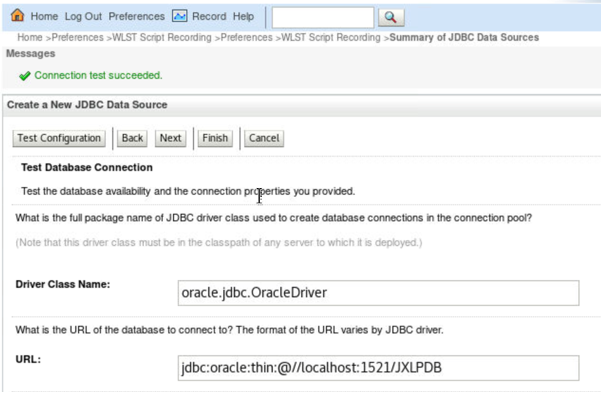 Home Log Out Preferences Record Help
Home >Preferences >WLST Script Recording >Preferences >WLST Script Recording >Summary of JDBC Data Sources
Messages
Connection test succeeded.
Create a New JDBC Data Source
Test Configuration Back Next Finish Cancel
Test Database Connection
Test the database availability and the connection properties you provided.
What is the full package name of JDBC driver class used to create database connections in the connection pool?
(Note that this driver class must be in the classpath of any server to which it is deployed.)
Driver Class Name: oracle.jdbc.OracleDriver
What is the URL of the database to connect to? The format of the URL varies by JDBC driver.
URL: jdbc:oracle:thin:@//localhost:1521/JXLPDB